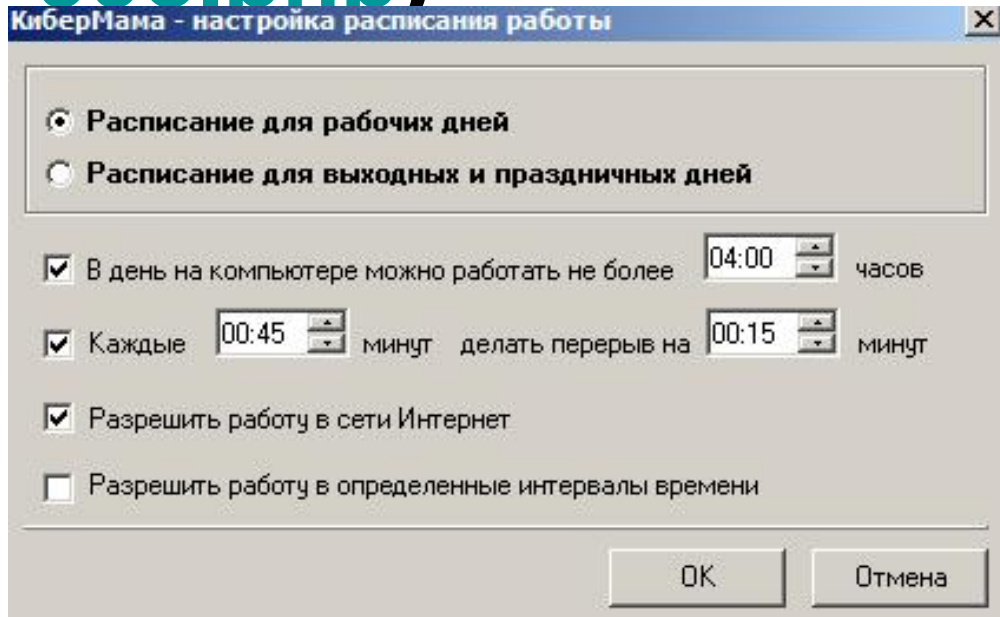 КиберМама - настройка расписания работы
Расписание для рабочих дней
Расписание для выходных и праздничных дней
В день на компьютере можно работать не более 04:00 часов
Каждые 00:45 минут делать перерыв на 00:15 минут
Разрешить работу в сети Интернет
Разрешить работу в определенные интервалы времени
OK Отмена